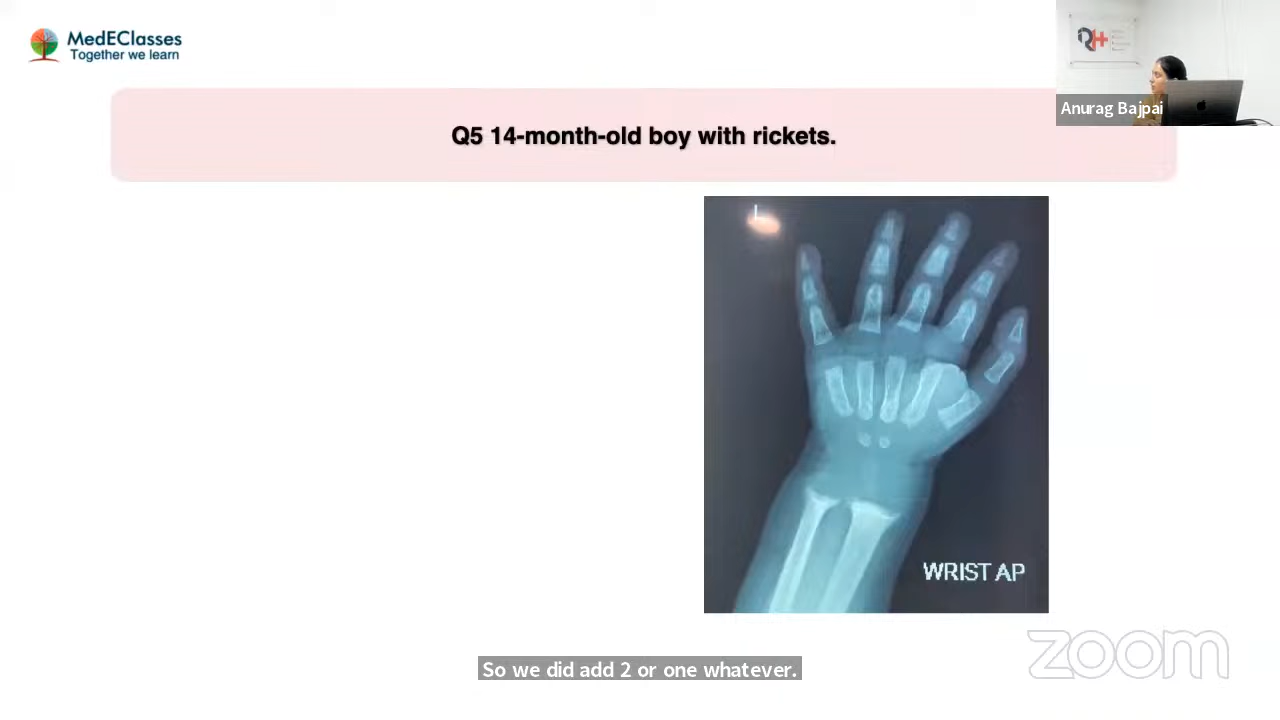 MedEClasses
Together we learn
Anurag Bajpai
Q5 14-month-old boy with rickets.
L
WRIST AP
So we did add 2 or one whatever.
zoom